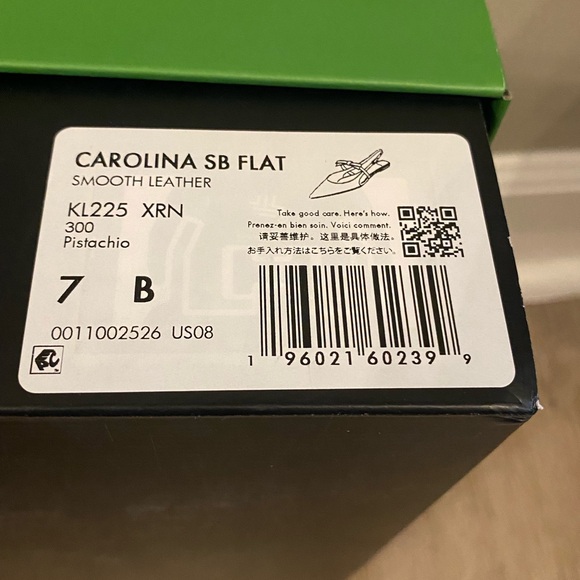 CAROLINA SB FLAT
SMOOTH LEATHER
KL225 XRN
300
Pistachio
7 B
0011002526 US08
Take good care. Here's how.
Prenez-en bien soin. Voici comment.
请妥善维护。这里是具体做法。
お手入れ方法はこちらをご覧ください。
1 96021 60239 9